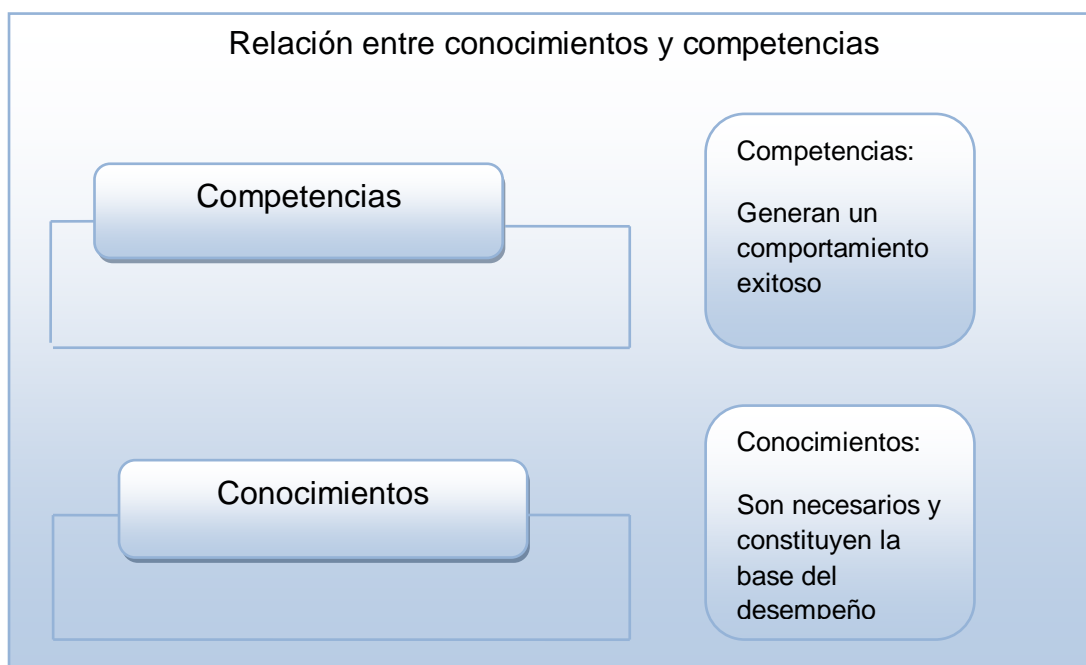 Relación entre conocimientos y competencias
Competencias
Competencias:
Generan un
comportamiento
exitoso
Conocimientos
Conocimientos:
Son necesarios y
constituyen la
base del
desempeño